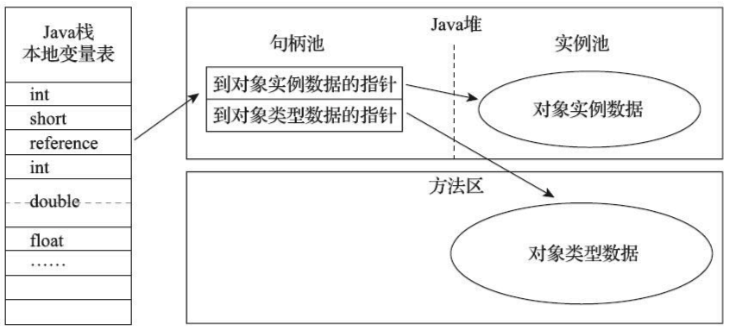 Java栈
本地变量表
int
short
reference
int
double
float
……
Java堆
句柄池
实例池
到对象实例数据的指针
到对象类型数据的指针
对象实例数据
方法区
对象类型数据